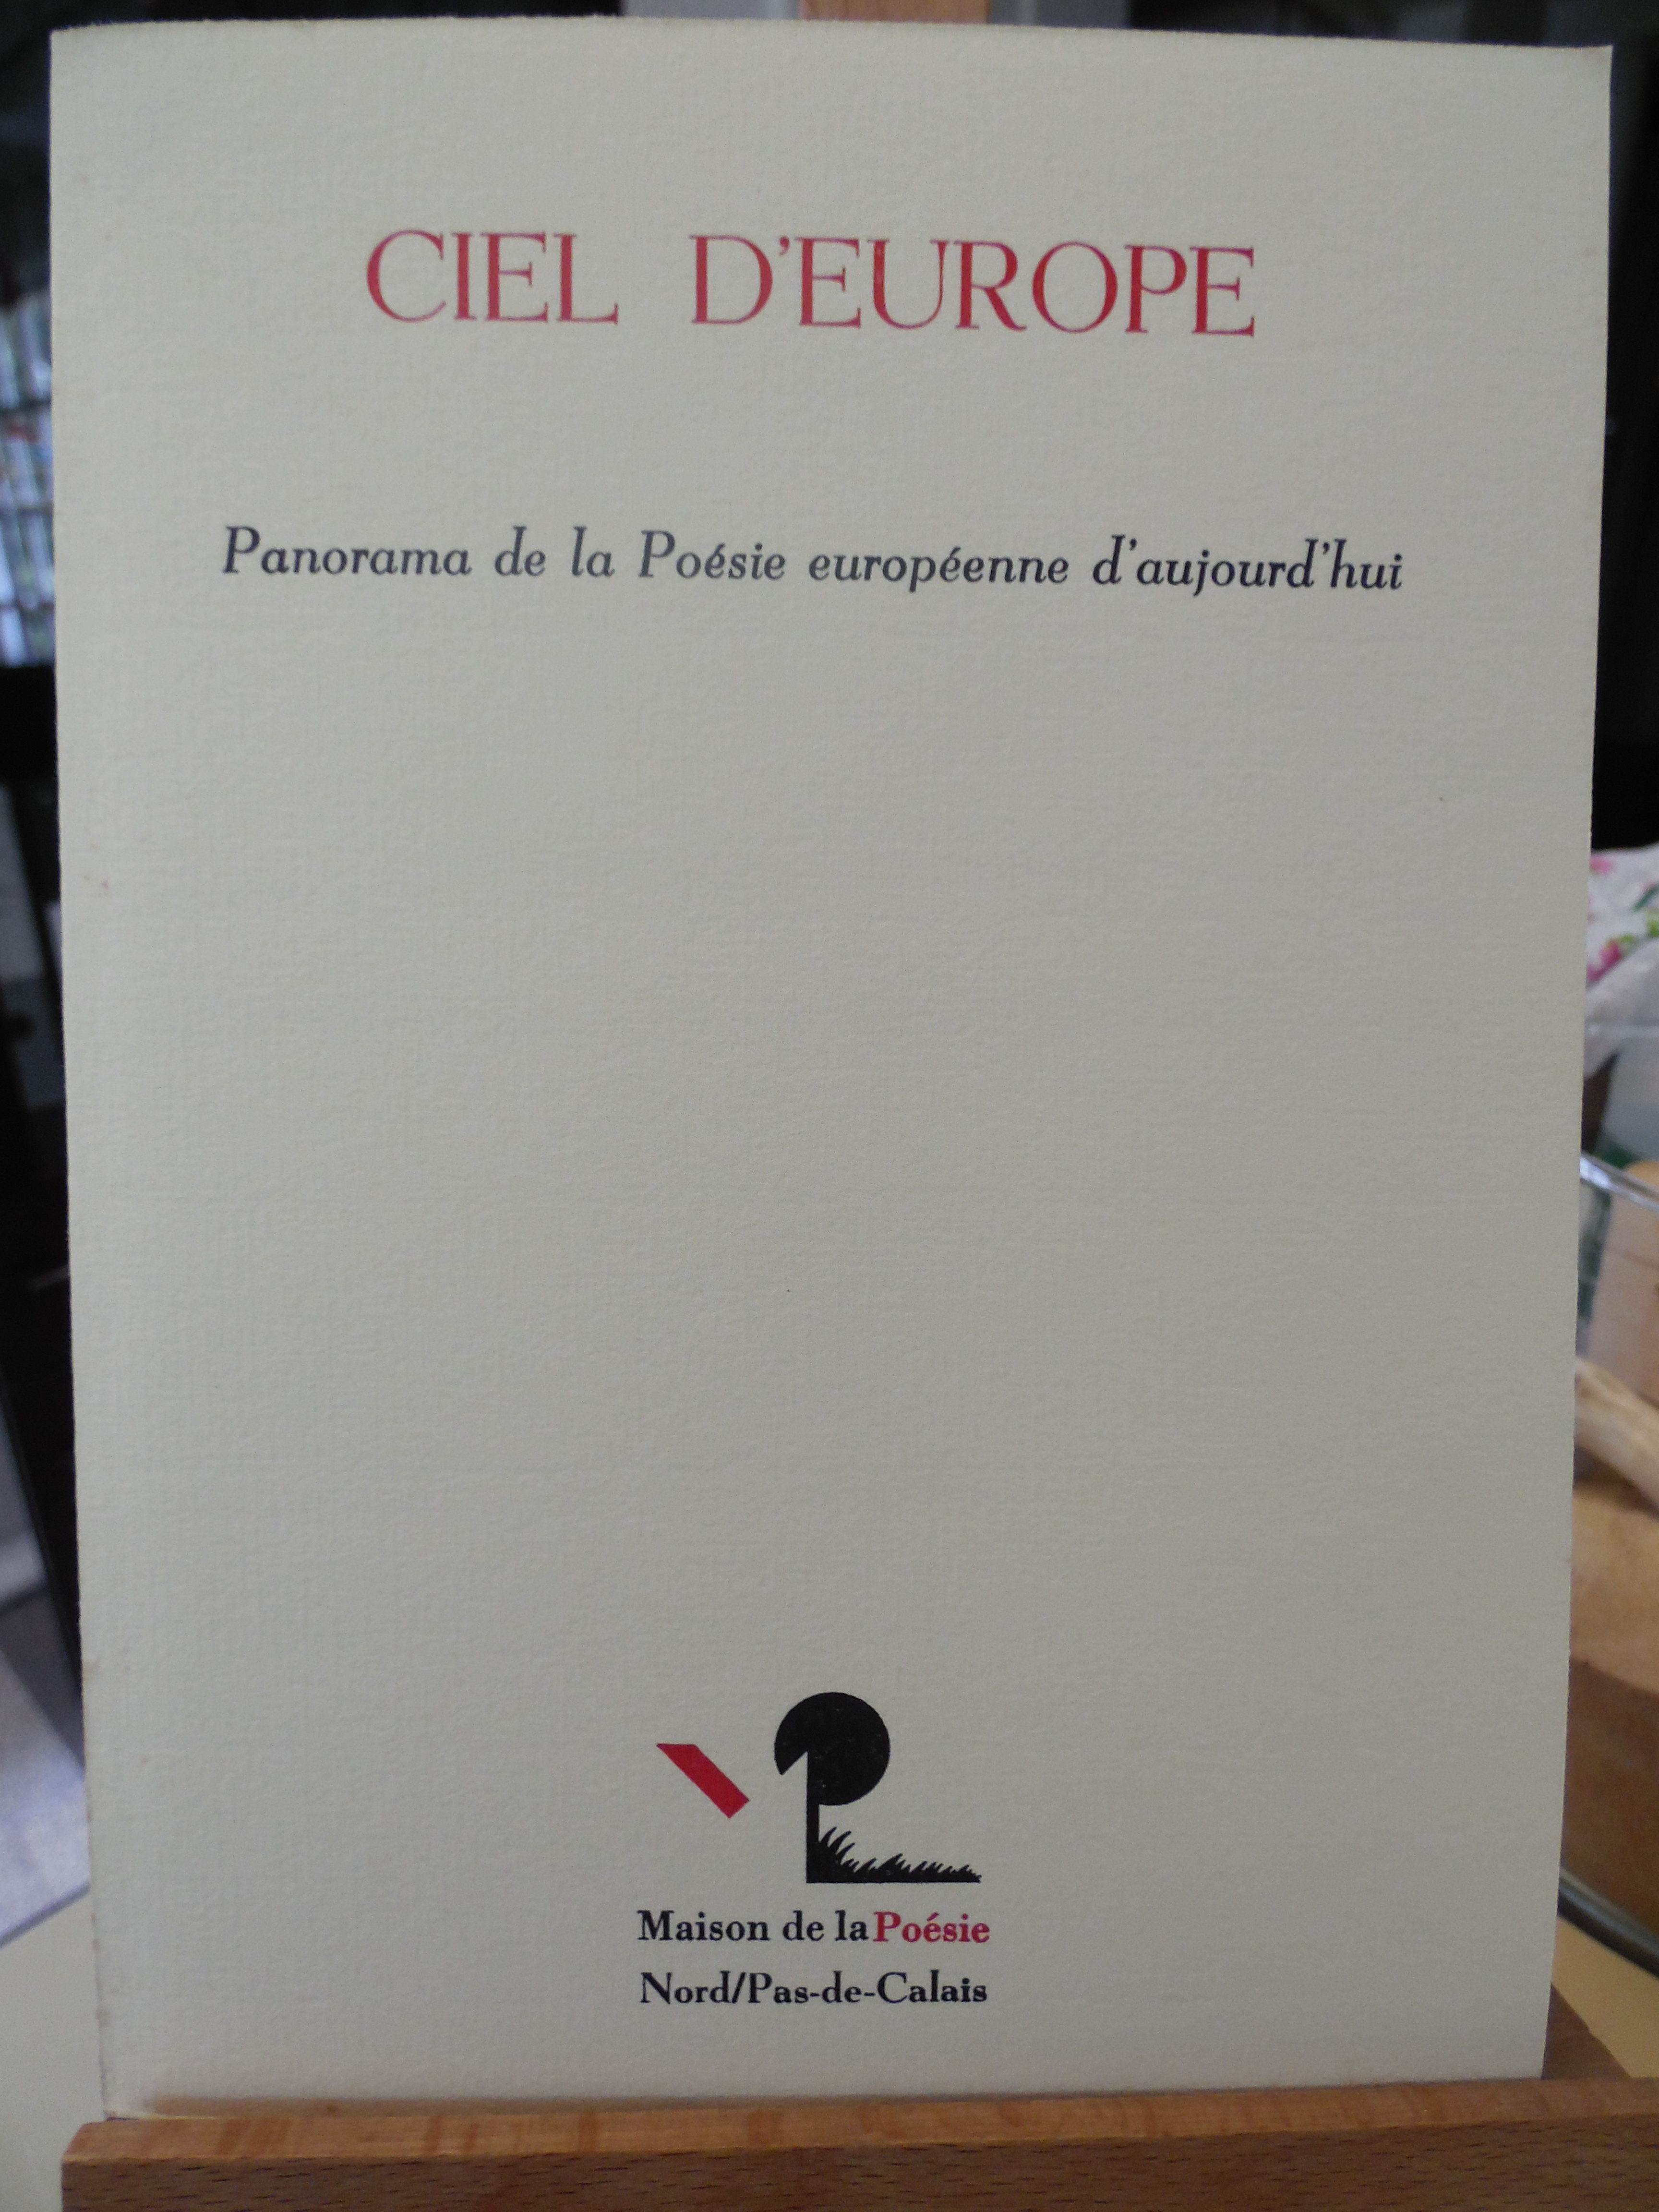 CIEL D'EUROPE
Panorama de la Poésie européenne d'aujourd'hui
Maison de la Poésie
Nord/Pas-de-Calais